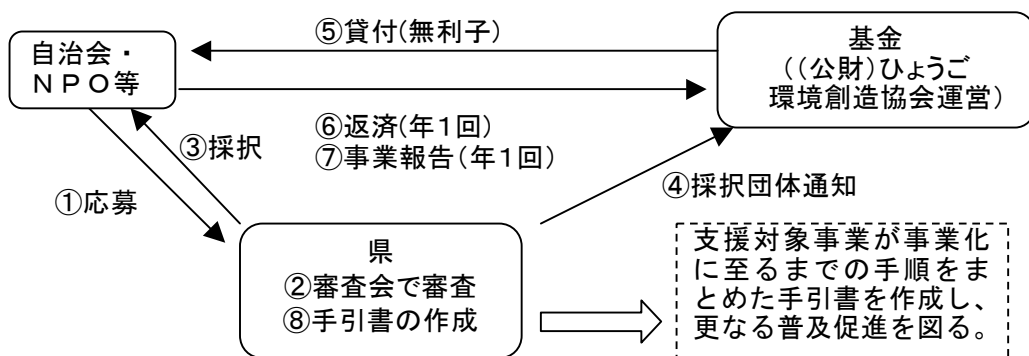 ⑤貸付(無利子)
自治会・
ＮＰＯ等
基金
((公財)ひょうご
環境創造協会運営)
⑥返済(年１回)
⑦事業報告(年１回)
③採択
①応募
④採択団体通知
県
②審査会で審査
⑧手引書の作成
支援対象事業が事業化
に至るまでの手順をま
とめた手引書を作成し、
更なる普及促進を図る。